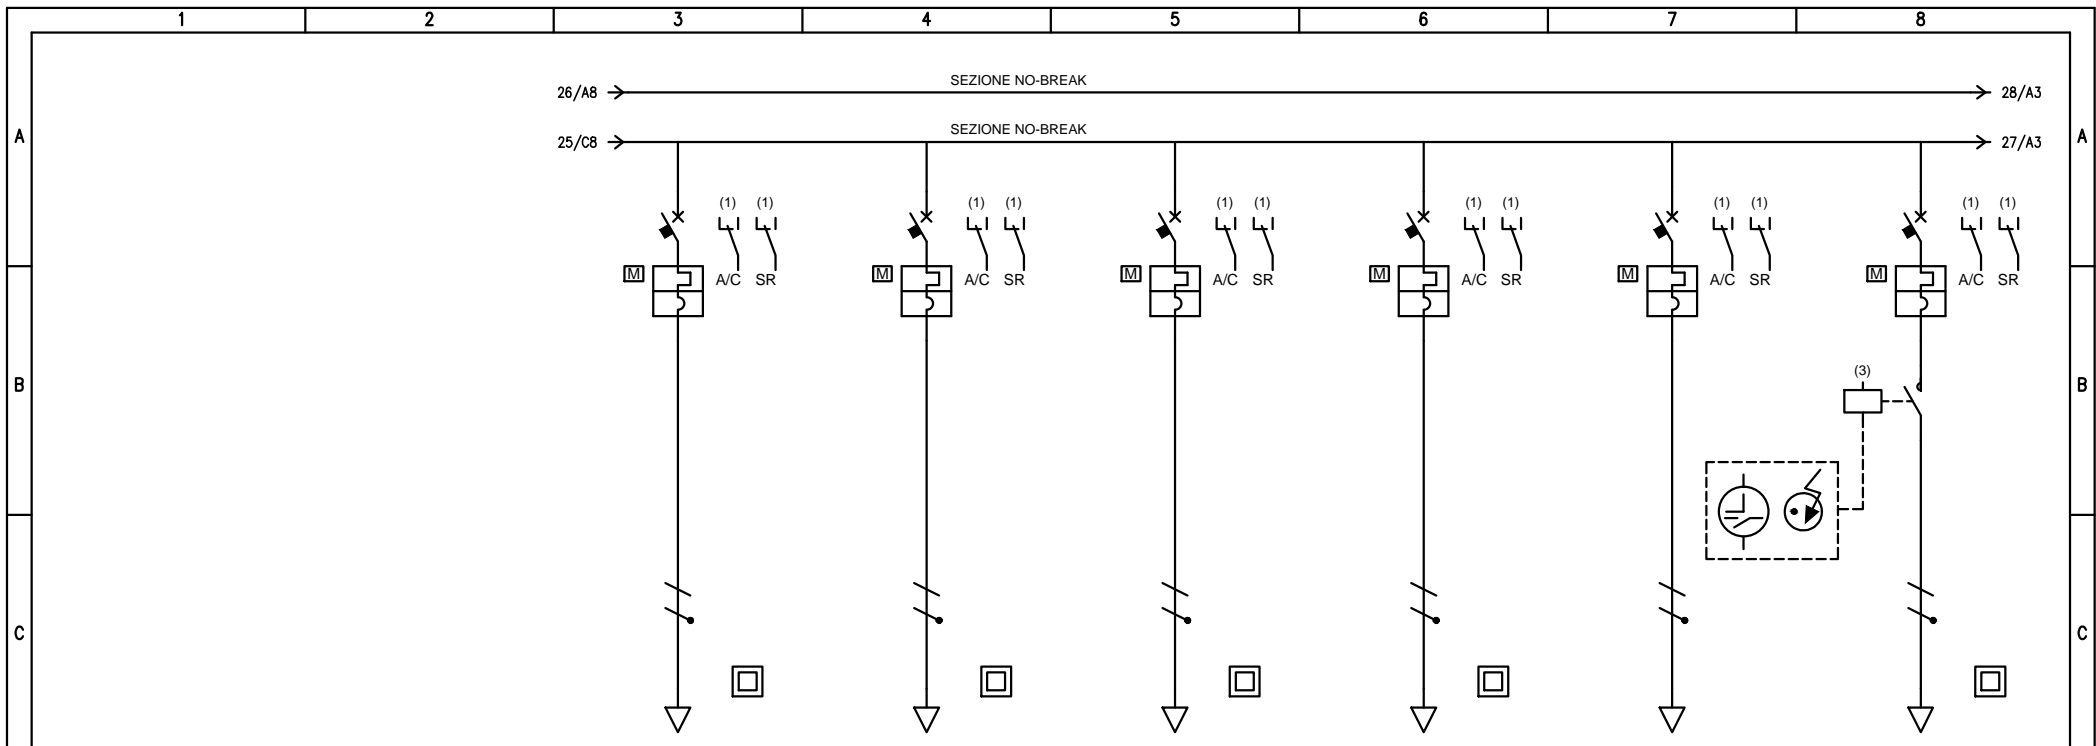 1 2 3 4 5 6 7 8
SEZIONE NO-BREAK
26/A8 28/A3
SEZIONE NO-BREAK
A 25/C8 27/A3 A
(1) (1) (1) (1) (1) (1) (1) (1) (1) (1) (1) (1)
M A/C SR M A/C SR M A/C SR M A/C SR M A/C SR M A/C SR
(3)
B B
C C